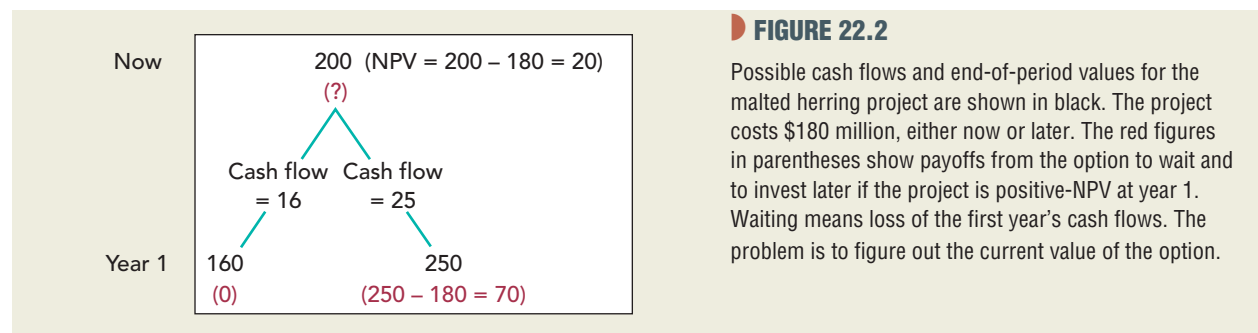 Now
200 (NPV = 200 – 180 = 20)
(?)
Cash flow
= 16
Cash flow
= 25
Year 1
160
(0)
250
(250 – 180 = 70)
FIGURE 22.2
Possible cash flows and end-of-period values for the
malted herring project are shown in black. The project
costs $180 million, either now or later. The red figures
in parentheses show payoffs from the option to wait and
to invest later if the project is positive-NPV at year 1.
Waiting means loss of the first year's cash flows. The
problem is to figure out the current value of the option.